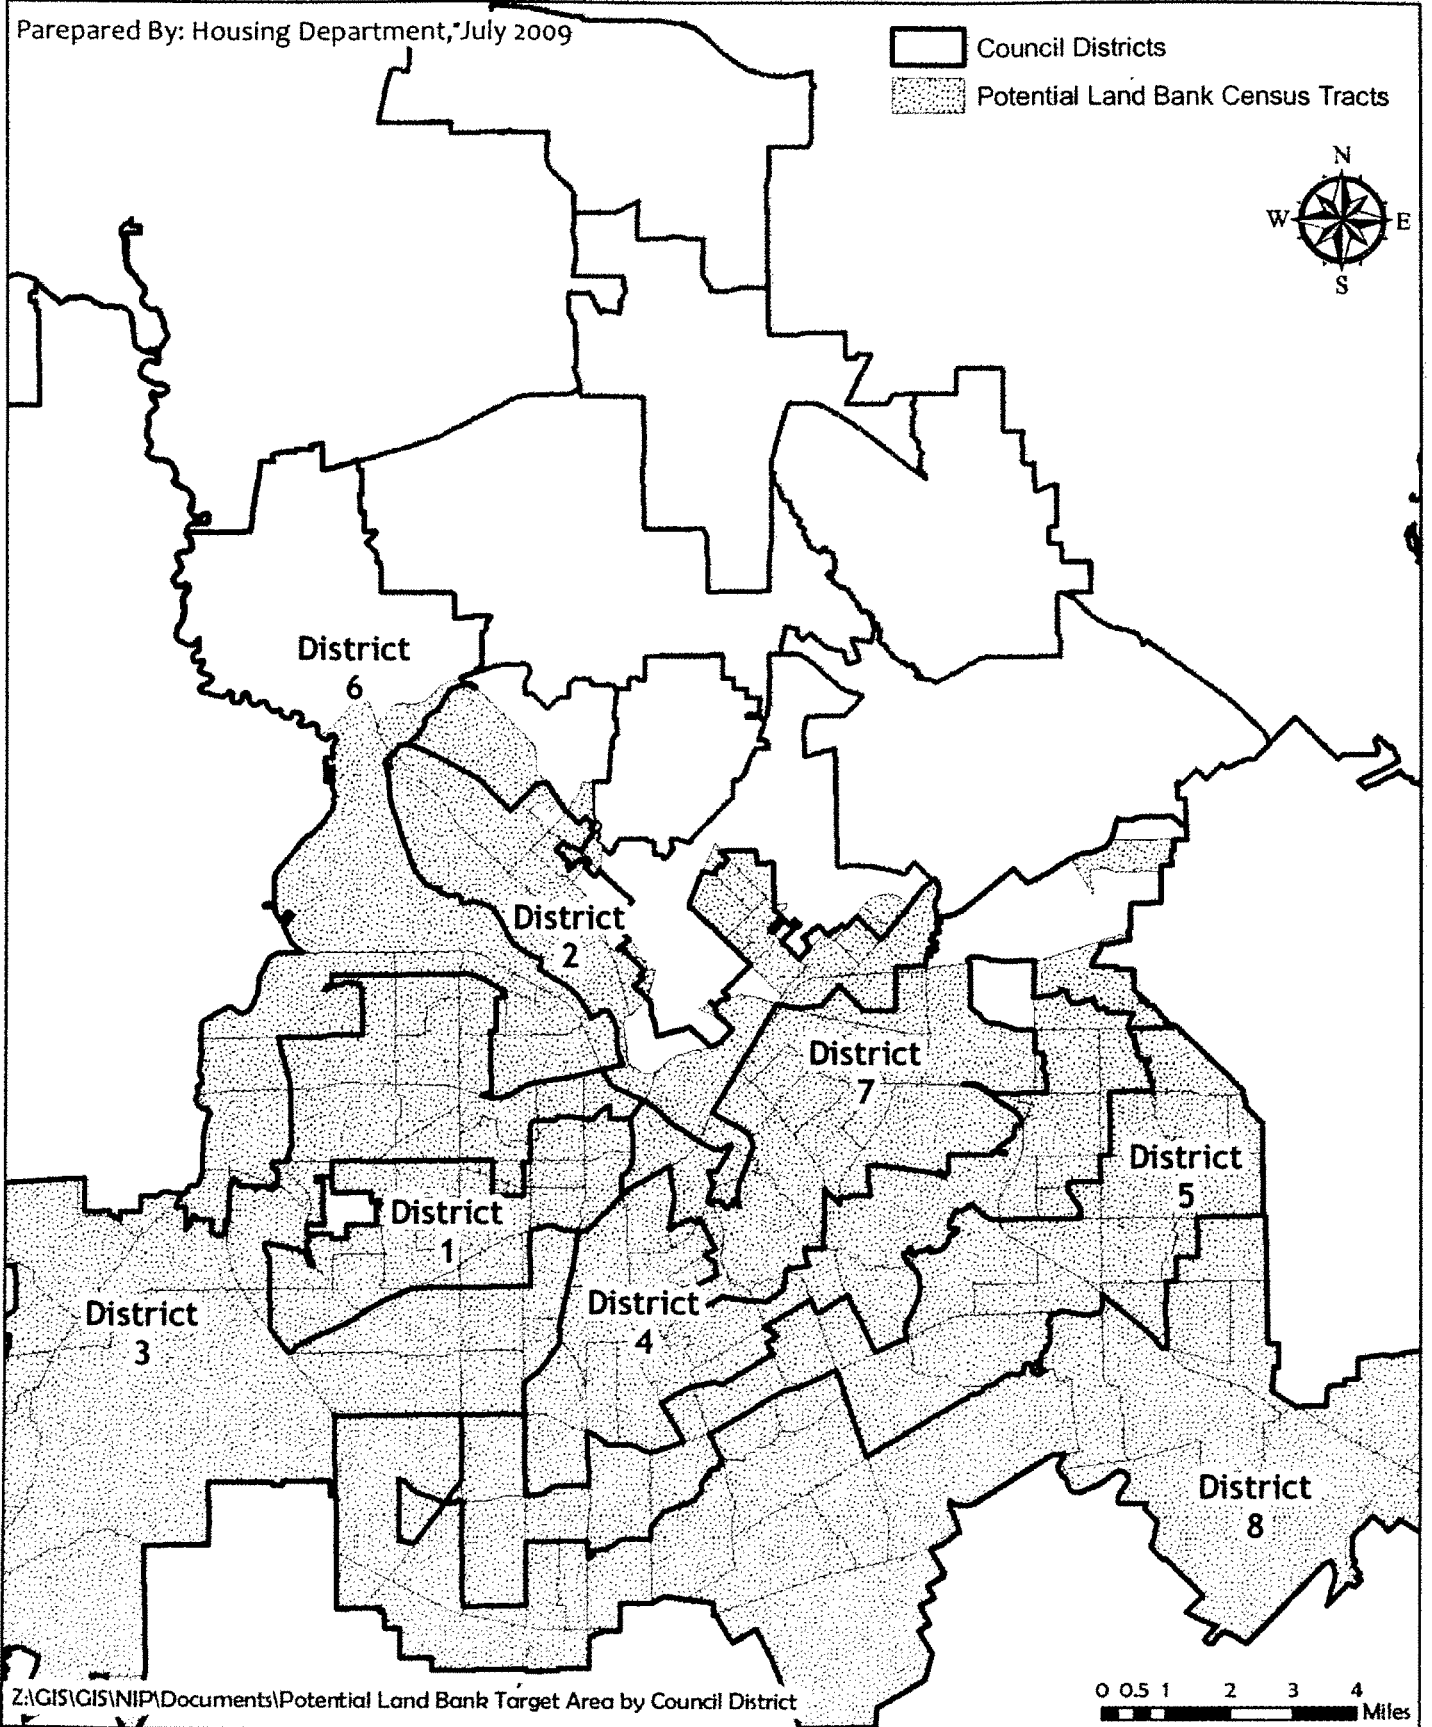 Parepared By: Housing Department, July 2009
Council Districts
Potential Land Bank Census Tracts
N
W
E
S
District
6
District
2
District
7
District
5
District
1
District
3
District
4
District
8
Z:\GIS\GIS\NIP\Documents\Potential Land Bank Target Area by Council District
0 0.5 1 2 3 4
Miles